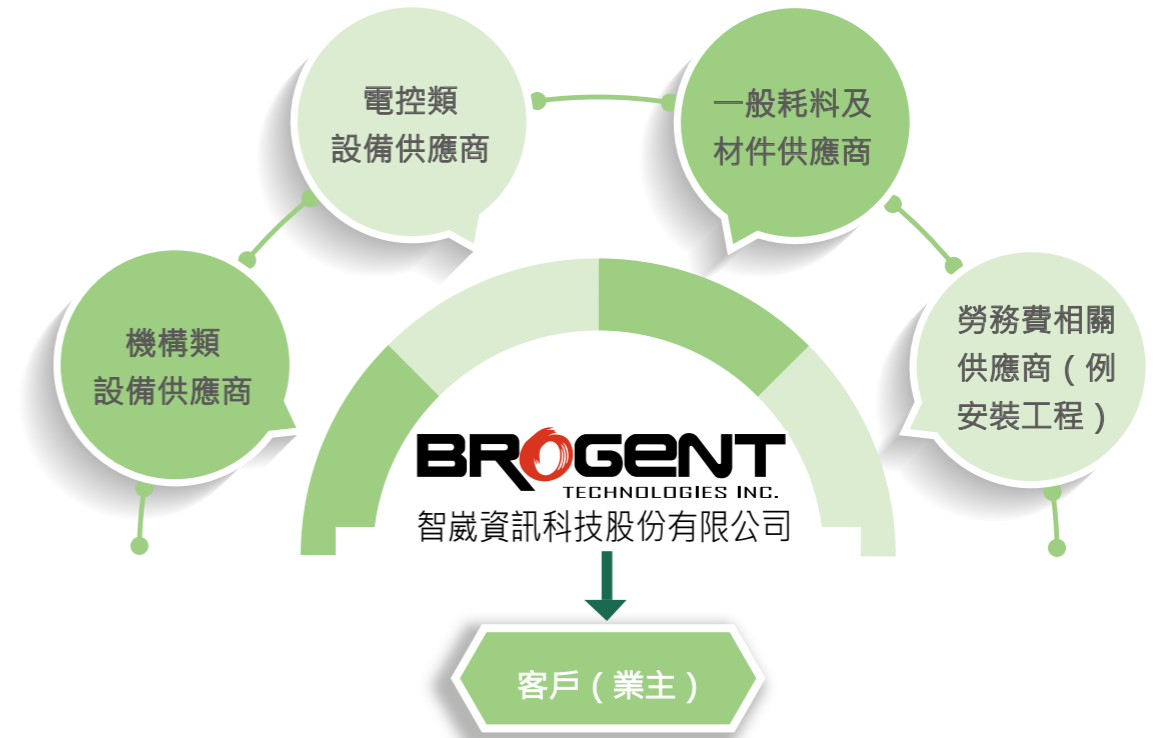 電控類
設備供應商
一般耗料及
材件供應商
機構類
設備供應商
勞務費相關
供應商（例
安裝工程）
BROGENT
TECHNOLOGIES INC.
智崴資訊科技股份有限公司
客戶（業主）